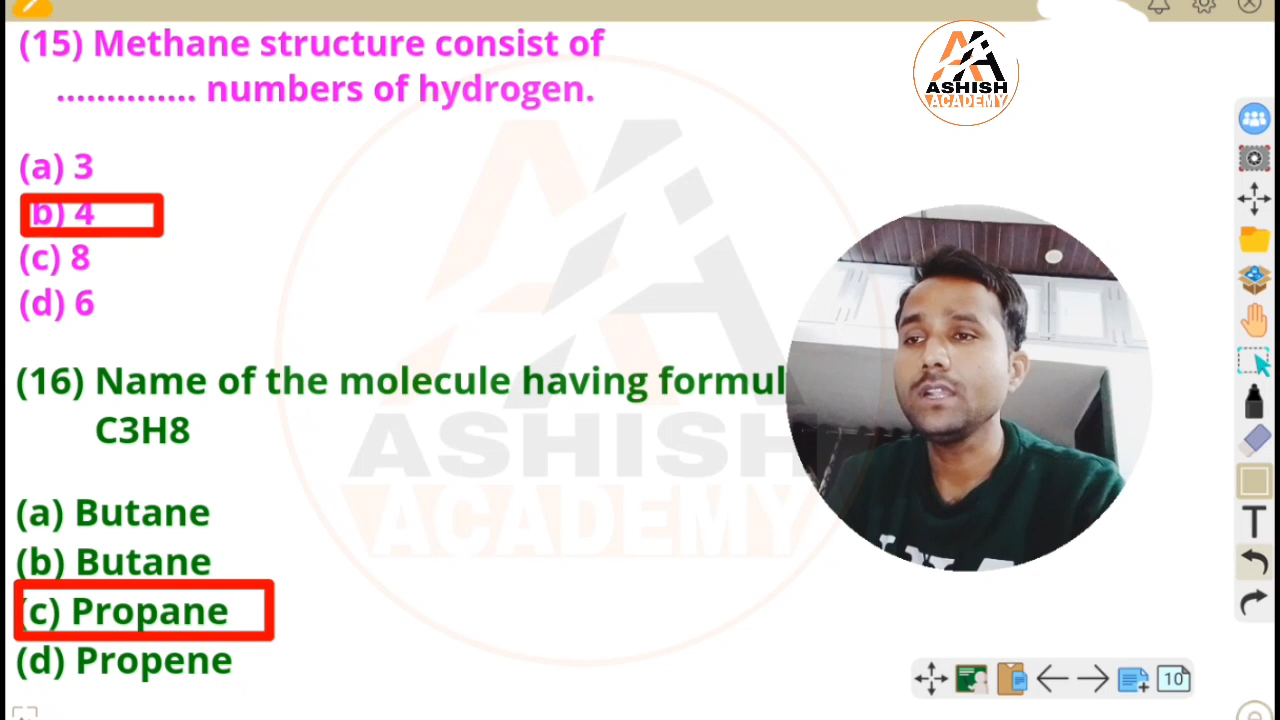 (15) Methane structure consist of
.............. numbers of hydrogen.
(a) 3
b) 4
(c) 8
(d) 6
(16) Name of the molecule having formul
C3H8
(a) Butane
(b) Butane
(c) Propane
(d) Propene
ASHISH
ACADEMY
ASHISH
ACADEMY
T
10